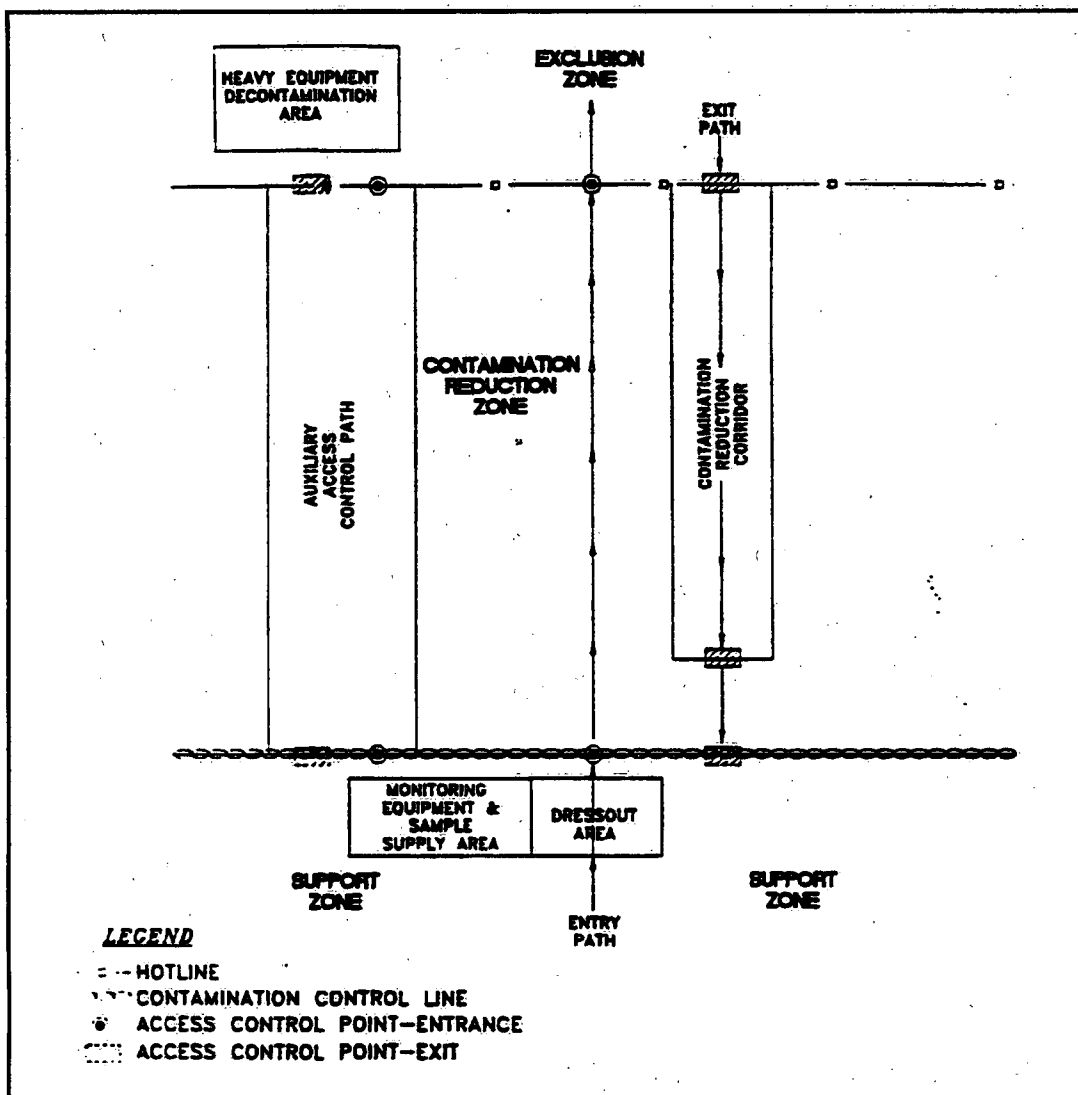 HEAVY EQUIPMENT
DECONTAMINATION
AREA
EXCLUSION
ZONE
EXIT
PATH
CONTAMINATION
REDUCTION
ZONE
AUXILIARY
ACCESS
CONTROL PATH
CONTAMINATION
REDUCTION
CORRIDOR
MONITORING
EQUIPMENT &
SAMPLE
SUPPLY AREA
DRESSOUT
AREA
SUPPORT
ZONE
SUPPORT
ZONE
ENTRY
PATH
LEGEND
HOTLINE
CONTAMINATION CONTROL LINE
ACCESS CONTROL POINT-ENTRANCE
ACCESS CONTROL POINT-EXIT